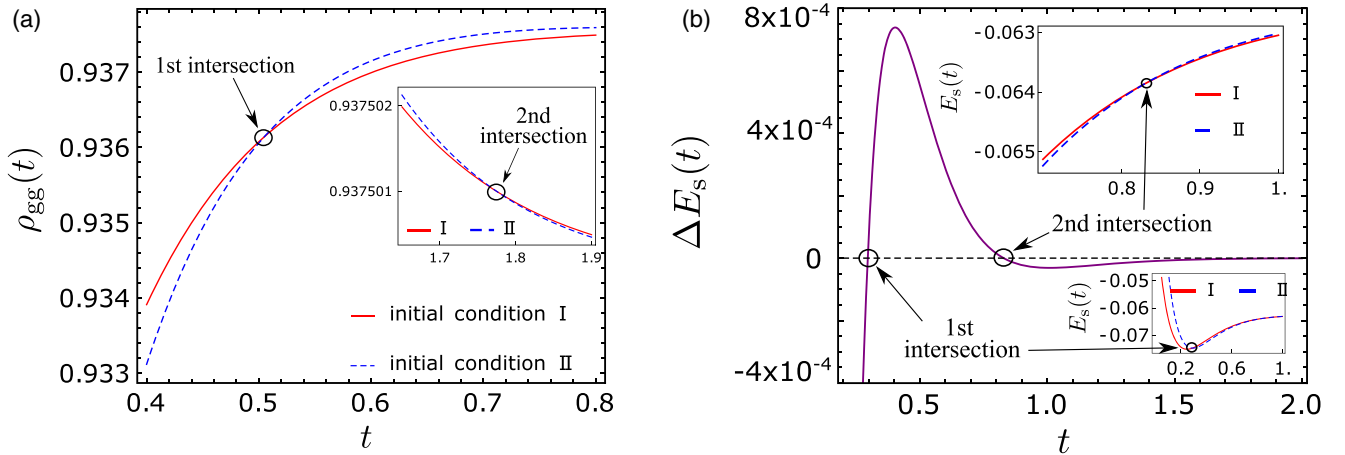 (a)
ρgg(t)
0.937
0.936
0.935
0.934
0.933
1st intersection
0.937502
0.937501
2nd
intersection
I II
1.7 1.8 1.9
initial condition I
initial condition II
0.4 0.5 0.6 0.7 0.8
t
(b)
ΔEs(t)
8x10-4
4x10-4
0
-4x10-4
Es(t)
-0.063
-0.064
-0.065
I
II
0.8 0.9 1.
2nd intersection
1st
intersection
Es(t)
-0.05
-0.06
-0.07
I II
0.2 0.6 1.
0.5 1.0 1.5 2.0
t